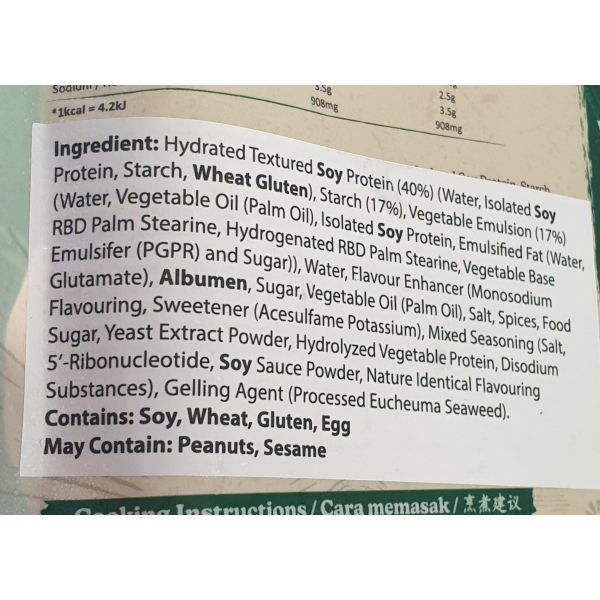 3.5g 2.5g
*1kcal = 4.2kJ 908mg 3.5g
908mg
Ingredient: Hydrated Textured Soy Protein (40%) (Water, Isolated Soy
Protein, Starch, Wheat Gluten), Starch (17%), Vegetable Emulsion (17%)
(Water, Vegetable Oil (Palm Oil), Isolated Soy Protein, Emulsified Fat (Water,
RBD Palm Stearine, Hydrogenated RBD Palm Stearine, Vegetable Base
Emulsifer (PGPR) and Sugar)), Water, Flavour Enhancer (Monosodium
Glutamate), Albumen, Sugar, Vegetable Oil (Palm Oil), Salt, Spices, Food
Flavouring, Sweetener (Acesulfame Potassium), Mixed Seasoning (Salt,
Sugar, Yeast Extract Powder, Hydrolyzed Vegetable Protein, Disodium
5'-Ribonucleotide, Soy Sauce Powder, Nature Identical Flavouring
Substances), Gelling Agent (Processed Eucheuma Seaweed).
Contains: Soy, Wheat, Gluten, Egg
May Contain: Peanuts, Sesame
Cooking Instructions / Cara memasak / 烹煮建议